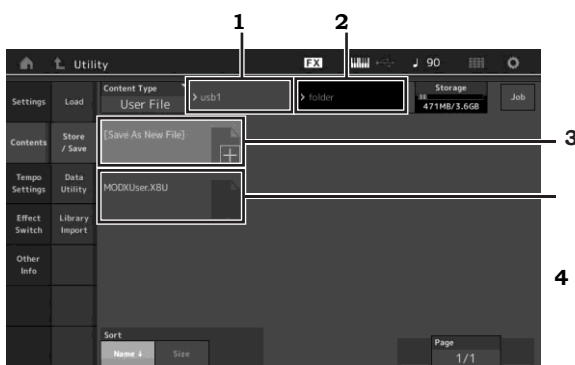 1 2
Utility FX 90
Content Type
User File
> usb1
> folder
Storage
471MB/3.6GB
Job
Settings Load
Contents Store / Save
[Save As New File]
3
Tempo Settings Data Utility
MODXUser.X8U
Effect Switch Library Import
Other Info
4
Sort
Name ↓ Size
Page
1/1